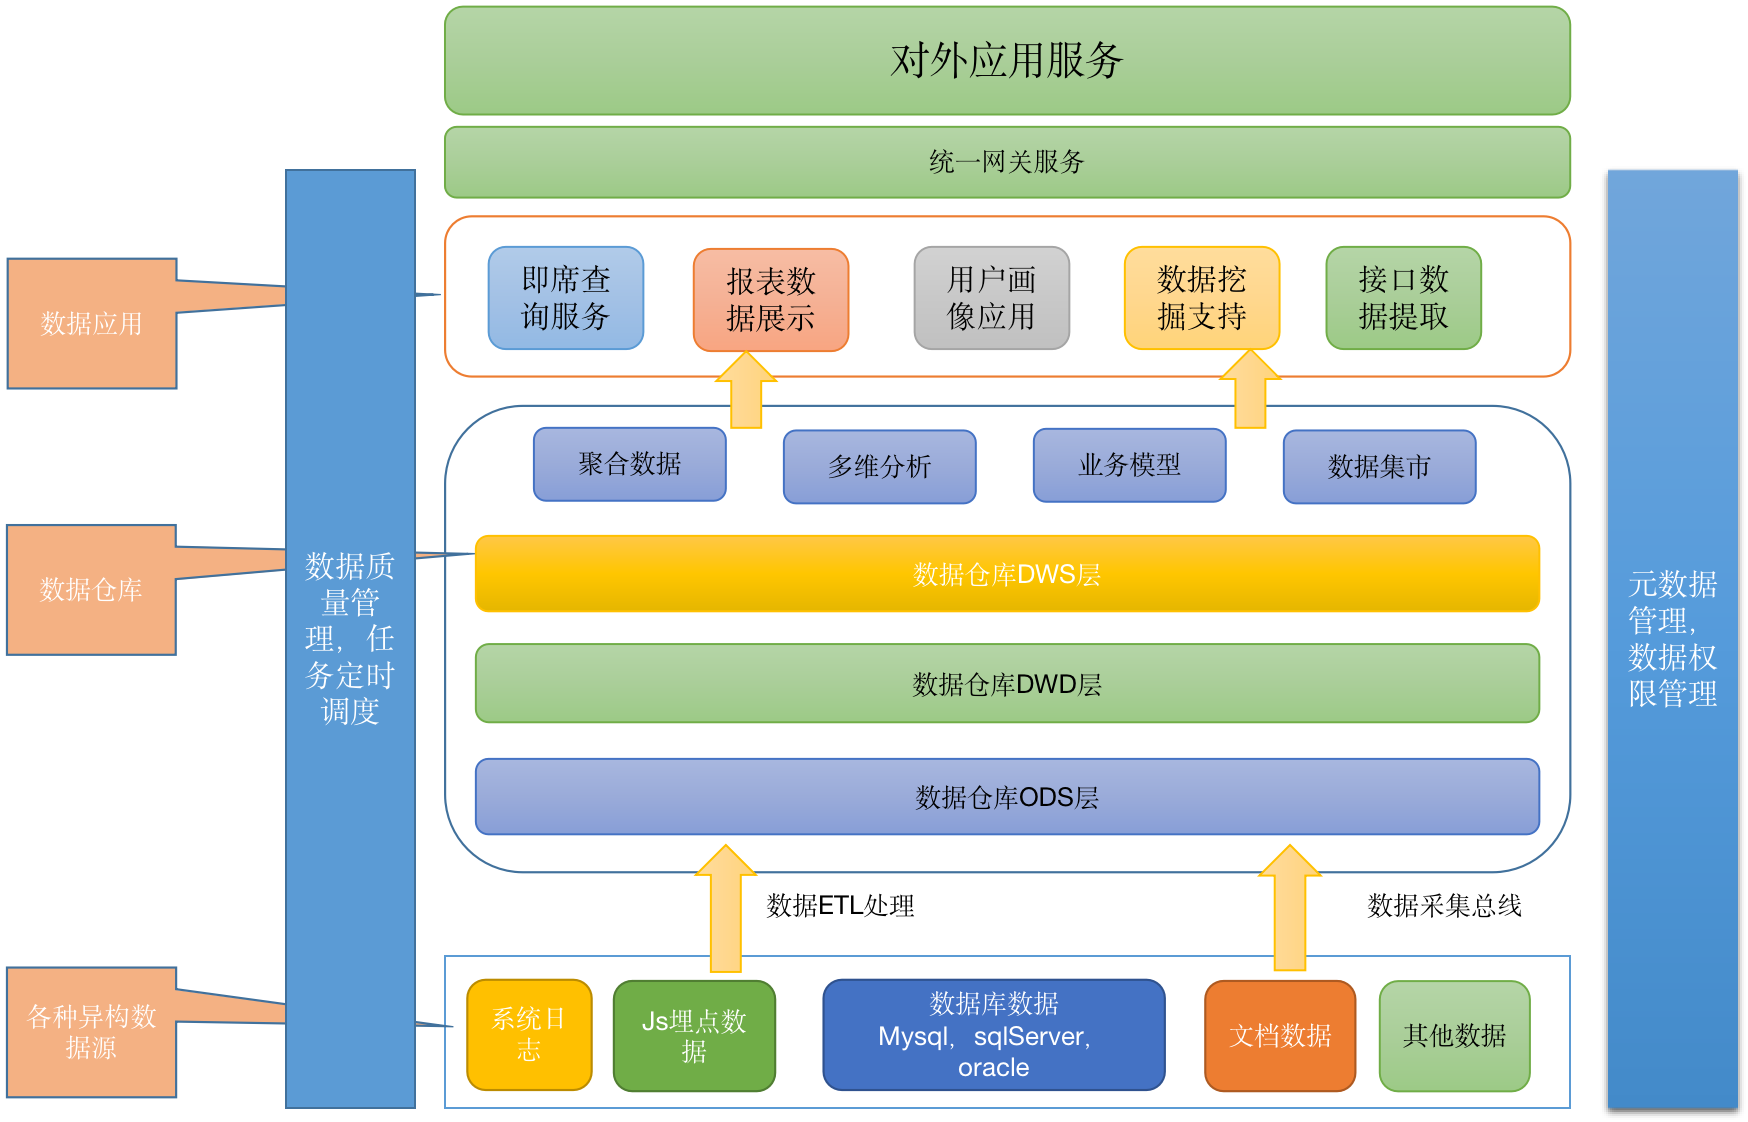 对外应用服务
统一网关服务
数据应用
即席查
询服务
报表数
据展示
用户画
像应用
数据挖
掘支持
接口数
据提取
聚合数据
多维分析
业务模型
数据集市
数据仓库
数据仓库DWS层
数据仓库DWD层
数据仓库ODS层
数据质
量管
理，任
务定时
调度
元数据
管理，
数据权
限管理
数据ETL处理
数据采集总线
各种异构数
据源
系统日
志
Js埋点数
据
数据库数据
Mysql，sqlServer，
oracle
文档数据
其他数据